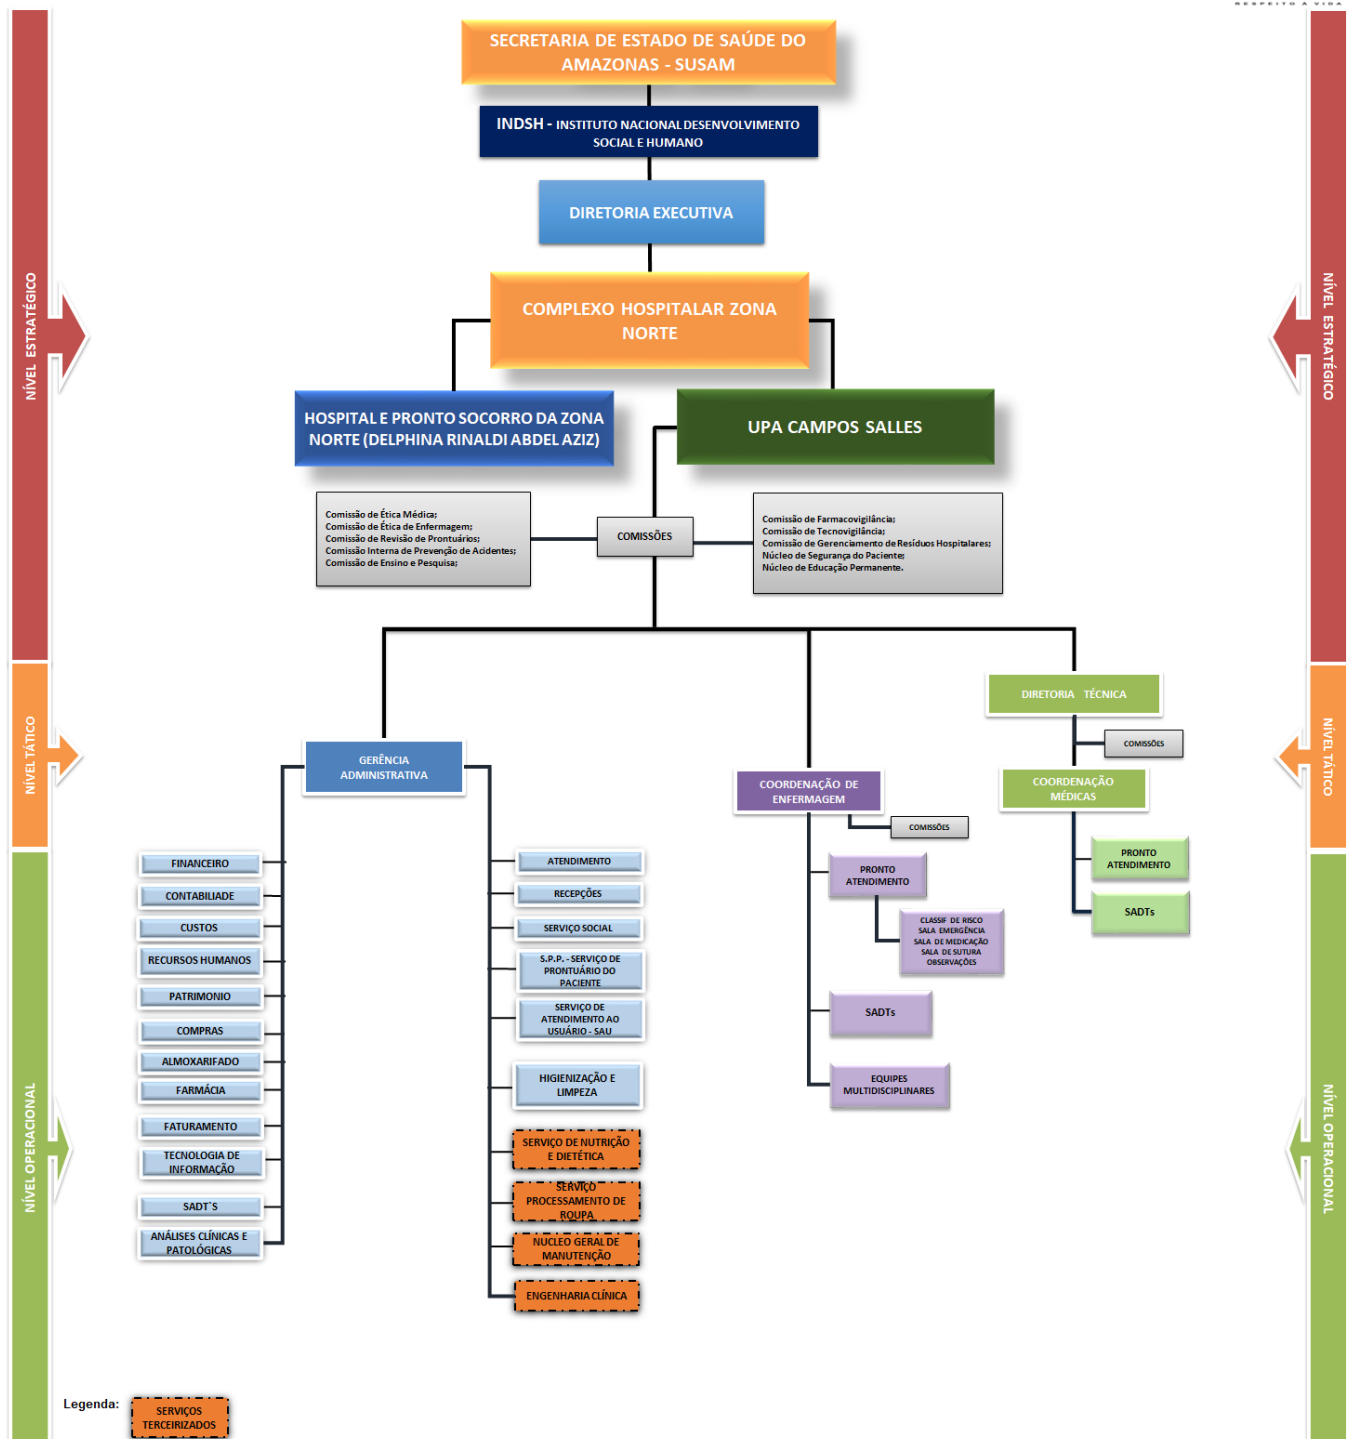 RESPEITO A VIDA
SECRETARIA DE ESTADO DE SAÚDE DO
AMAZONAS - SUSAM
INDSH - INSTITUTO NACIONAL DESENVOLVIMENTO
SOCIAL E HUMANO
DIRETORIA EXECUTIVA
COMPLEXO HOSPITALAR ZONA
NORTE
HOSPITAL E PRONTO SOCORRO DA ZONA
NORTE (DELPHINA RINALDI ABDEL AZIZ)
UPA CAMPOS SALLES
Comissão de Ética Médica;
Comissão de Ética de Enfermagem;
Comissão de Revisão de Prontuários;
Comissão Interna de Prevenção de Acidentes;
Comissão de Ensino e Pesquisa;
COMISSÕES
Comissão de Farmacovigilância;
Comissão de Tecnovigilância;
Comissão de Gerenciamento de Resíduos Hospitalares;
Núcleo de Segurança do Paciente;
Núcleo de Educação Permanente.
NÍVEL ESTRATÉGICO
NÍVEL ESTRATÉGICO
NÍVEL TÁTICO
NÍVEL TÁTICO
NÍVEL OPERACIONAL
NÍVEL OPERACIONAL
DIRETORIA TÉCNICA
COMISSÕES
COORDENAÇÃO
MÉDICAS
PRONTO
ATENDIMENTO
SADTs
GERÊNCIA
ADMINISTRATIVA
FINANCEIRO
CONTABILIADE
CUSTOS
RECURSOS HUMANOS
PATRIMONIO
COMPRAS
ALMOXARIFADO
FARMÁCIA
FATURAMENTO
TECNOLOGIA DE
INFORMAÇÃO
SADT`S
ANÁLISES CLÍNICAS E
PATOLÓGICAS
ATENDIMENTO
RECEPÇÕES
SERVIÇO SOCIAL
S.P.P. - SERVIÇO DE
PRONTUÁRIO DO
PACIENTE
SERVIÇO DE
ATENDIMENTO AO
USUÁRIO - SAU
HIGIENIZAÇÃO E
LIMPEZA
SERVIÇO DE NUTRIÇÃO
E DIETÉTICA
SERVIÇO
PROCESSAMENTO DE
ROUPA
NUCLEO GERAL DE
MANUTENÇÃO
ENGENHARIA CLÍNICA
COORDENAÇÃO DE
ENFERMAGEM
COMISSÕES
PRONTO
ATENDIMENTO
CLASSIF DE RISCO
SALA EMERGÊNCIA
SALA DE MEDICAÇÃO
SALA DE SUTURA
OBSERVAÇÕES
SADTs
EQUIPES
MULTIDISCIPLINARES
Legenda:
SERVIÇOS
TERCEIRIZADOS